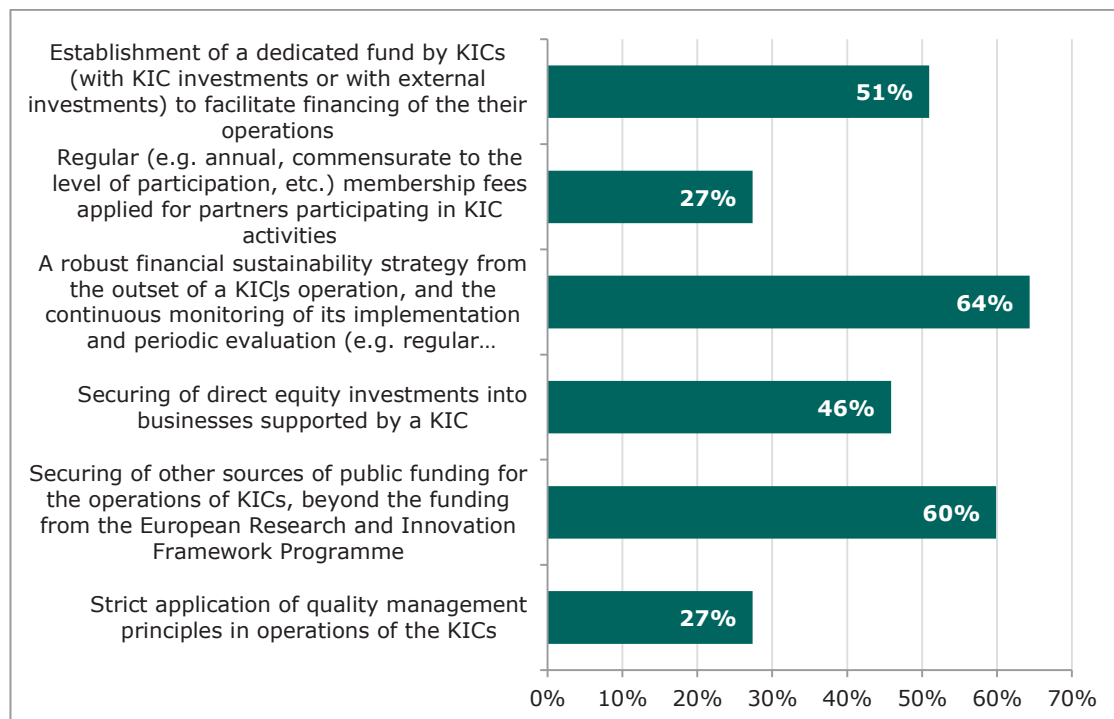 Establishment of a dedicated fund by KICs
(with KIC investments or with external
investments) to facilitate financing of the their
operations
51%
Regular (e.g. annual, commensurate to the
level of participation, etc.) membership fees
applied for partners participating in KIC
activities
27%
A robust financial sustainability strategy from
the outset of a KICʃs operation, and the
continuous monitoring of its implementation
and periodic evaluation (e.g. regular…
64%
Securing of direct equity investments into
businesses supported by a KIC
46%
Securing of other sources of public funding for
the operations of KICs, beyond the funding
from the European Research and Innovation
Framework Programme
60%
Strict application of quality management
principles in operations of the KICs
27%
0% 10% 20% 30% 40% 50% 60% 70%